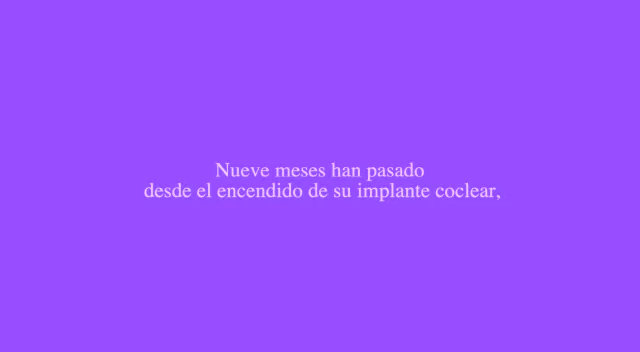 Nueve meses han pasado
desde el encendido de su implante coclear,